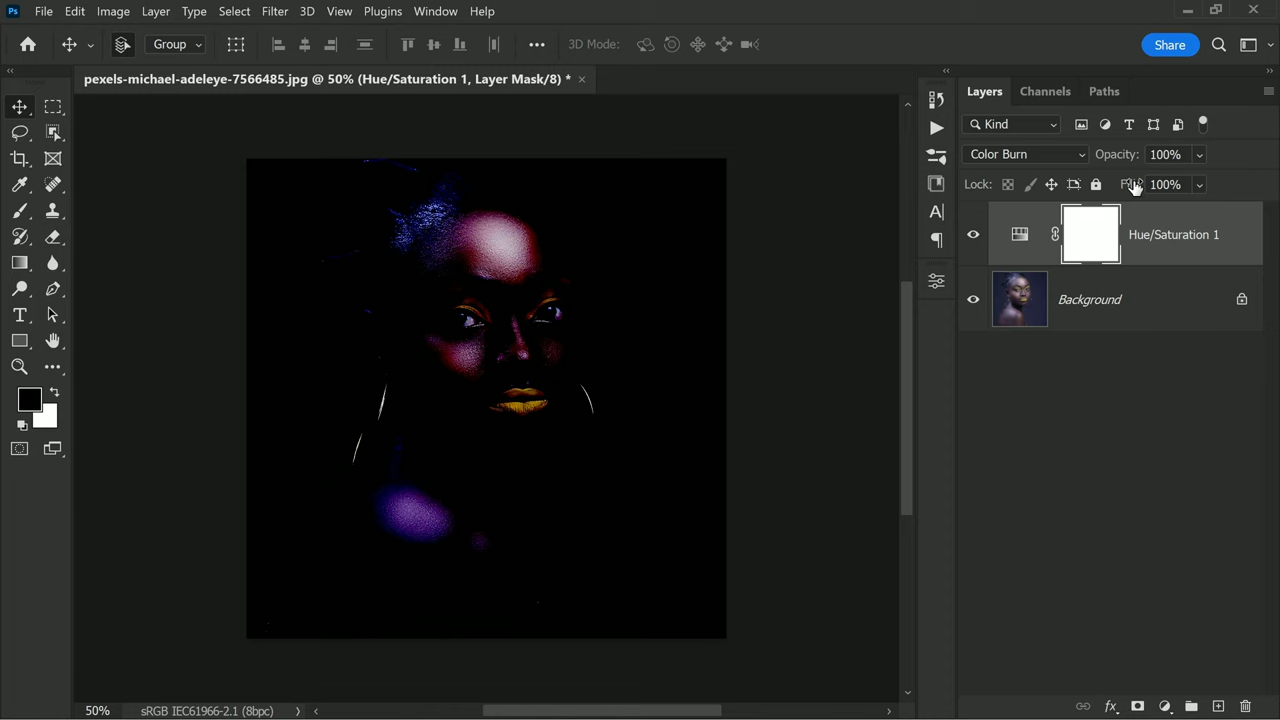 Ps File Edit Image Layer Type Select Filter 3D View Plugins Window Help
Group 3D Mode: Share
pexels-michael-adeleye-7566485.jpg @ 50% (Hue/Saturation 1, Layer Mask/8) *
Layers Channels Paths
Kind
Color Burn Opacity: 100%
Lock: 100%
Hue/Saturation 1
Background
50% sRGB IEC61966-2.1 (8bpc)